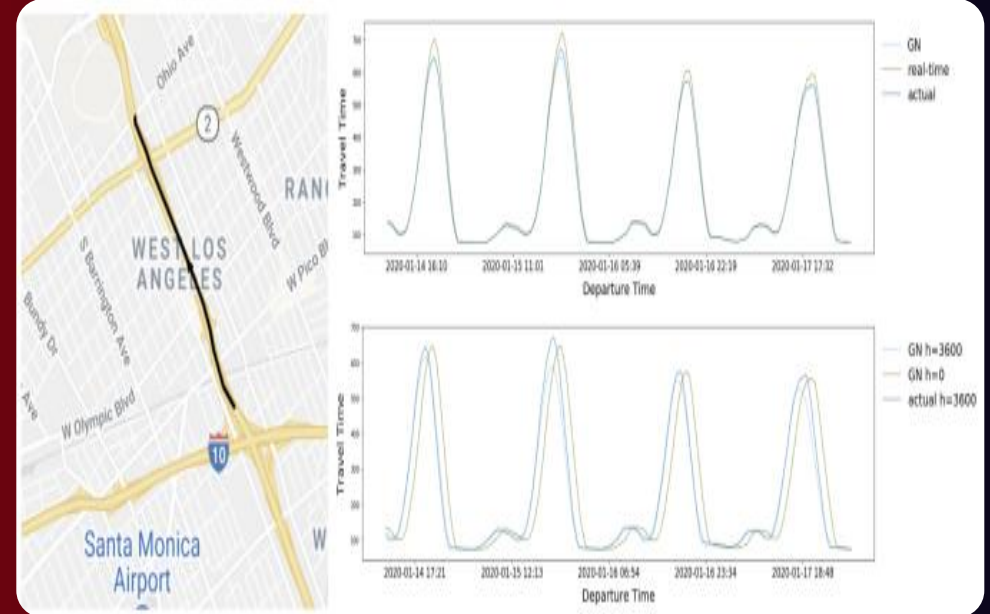 Ohio Ave
2
Westwood Blvd
RAN
WEST LOS
ANGELES
S Barrington Ave
W Pico Bl
Bundy Dr
Ave
W Olympic Blvd
10
Santa Monica
Airport
W
Travel Time
GN
real-time
actual
2020-01-14 16:10
2020-01-15 11:01
2020-01-16 05:39
2020-01-16 22:19
2020-01-17 17:32
Departure Time
Travel Time
GN h=3600
GN h=0
actual h=3600
2020-01-14 17:21
2020-01-15 12:13
2020-01-16 06:54
2020-01-16 23:34
2020-01-17 18:48
Departure Time